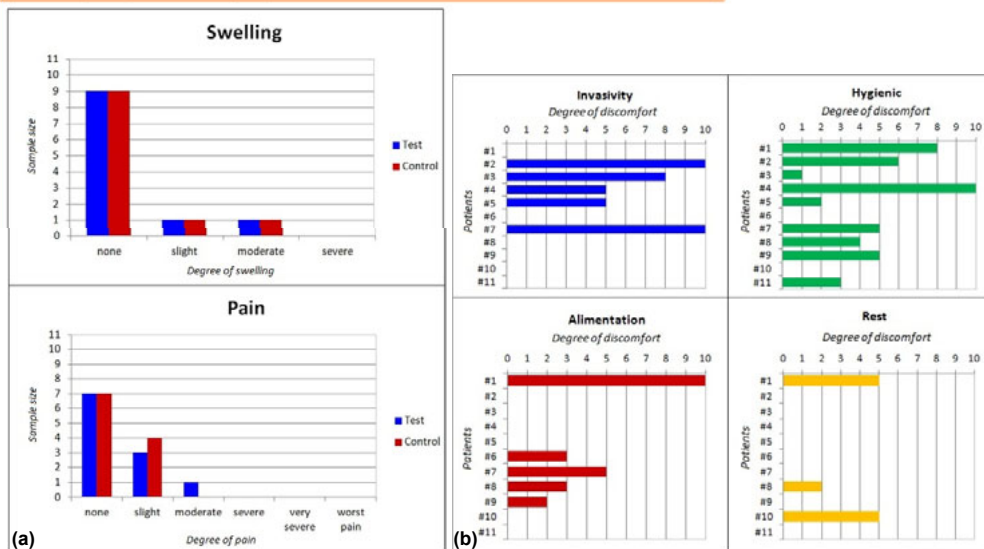 Swelling
11
10
9
8
7
6
5
4
3
2
1
0
Sample size
none slight moderate severe
Degree of swelling
Test
Control
Pain
11
10
9
8
7
6
5
4
3
2
1
0
Sample size
none slight moderate severe very severe worst pain
Degree of pain
Test
Control
(a)
Invasivity
Degree of discomfort
0 1 2 3 4 5 6 7 8 9 10
Patients
#1
#2
#3
#4
#5
#6
#7
#8
#9
#10
#11
Hygienic
Degree of discomfort
0 1 2 3 4 5 6 7 8 9 10
Patients
#1
#2
#3
#4
#5
#6
#7
#8
#9
#10
#11
Alimentation
Degree of discomfort
0 1 2 3 4 5 6 7 8 9 10
Patients
#1
#2
#3
#4
#5
#6
#7
#8
#9
#10
#11
Rest
Degree of discomfort
0 1 2 3 4 5 6 7 8 9 10
Patients
#1
#2
#3
#4
#5
#6
#7
#8
#9
#10
#11
(b)